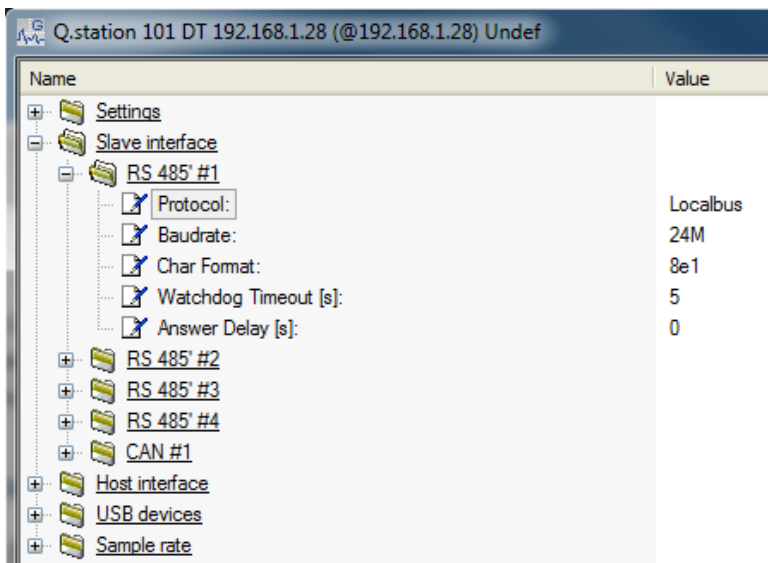 Q.station 101 DT 192.168.1.28 (@192.168.1.28) Undef
Name Value
Settings
Slave interface
RS 485' #1
Protocol: Localbus
Baudrate: 24M
Char Format: 8e1
Watchdog Timeout [s]: 5
Answer Delay [s]: 0
RS 485' #2
RS 485' #3
RS 485' #4
CAN #1
Host interface
USB devices
Sample rate